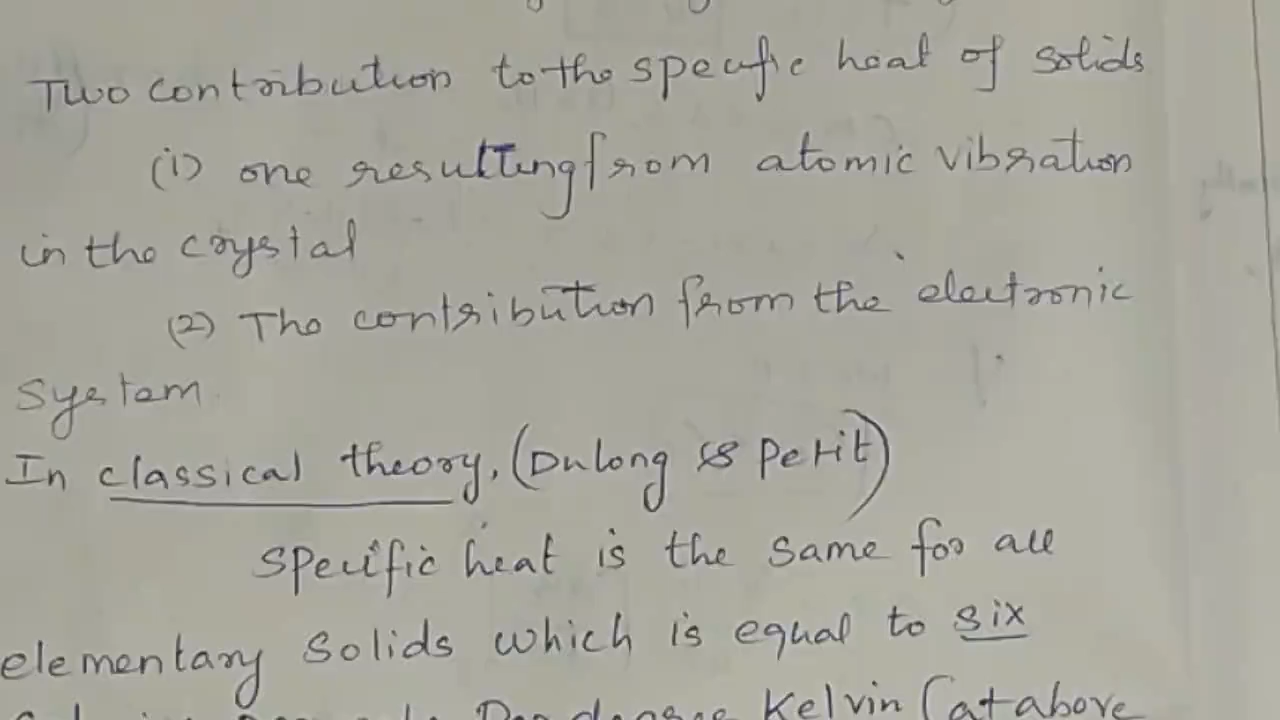 Two contribution to the specific heat of solids
(1) one resulting from atomic vibration
in the crystal
(2) The contribution from the electronic
system
In classical theory, (Dulong & Petit)
specific heat is the same for all
elementary solids which is equal to six
Kelvin (at above